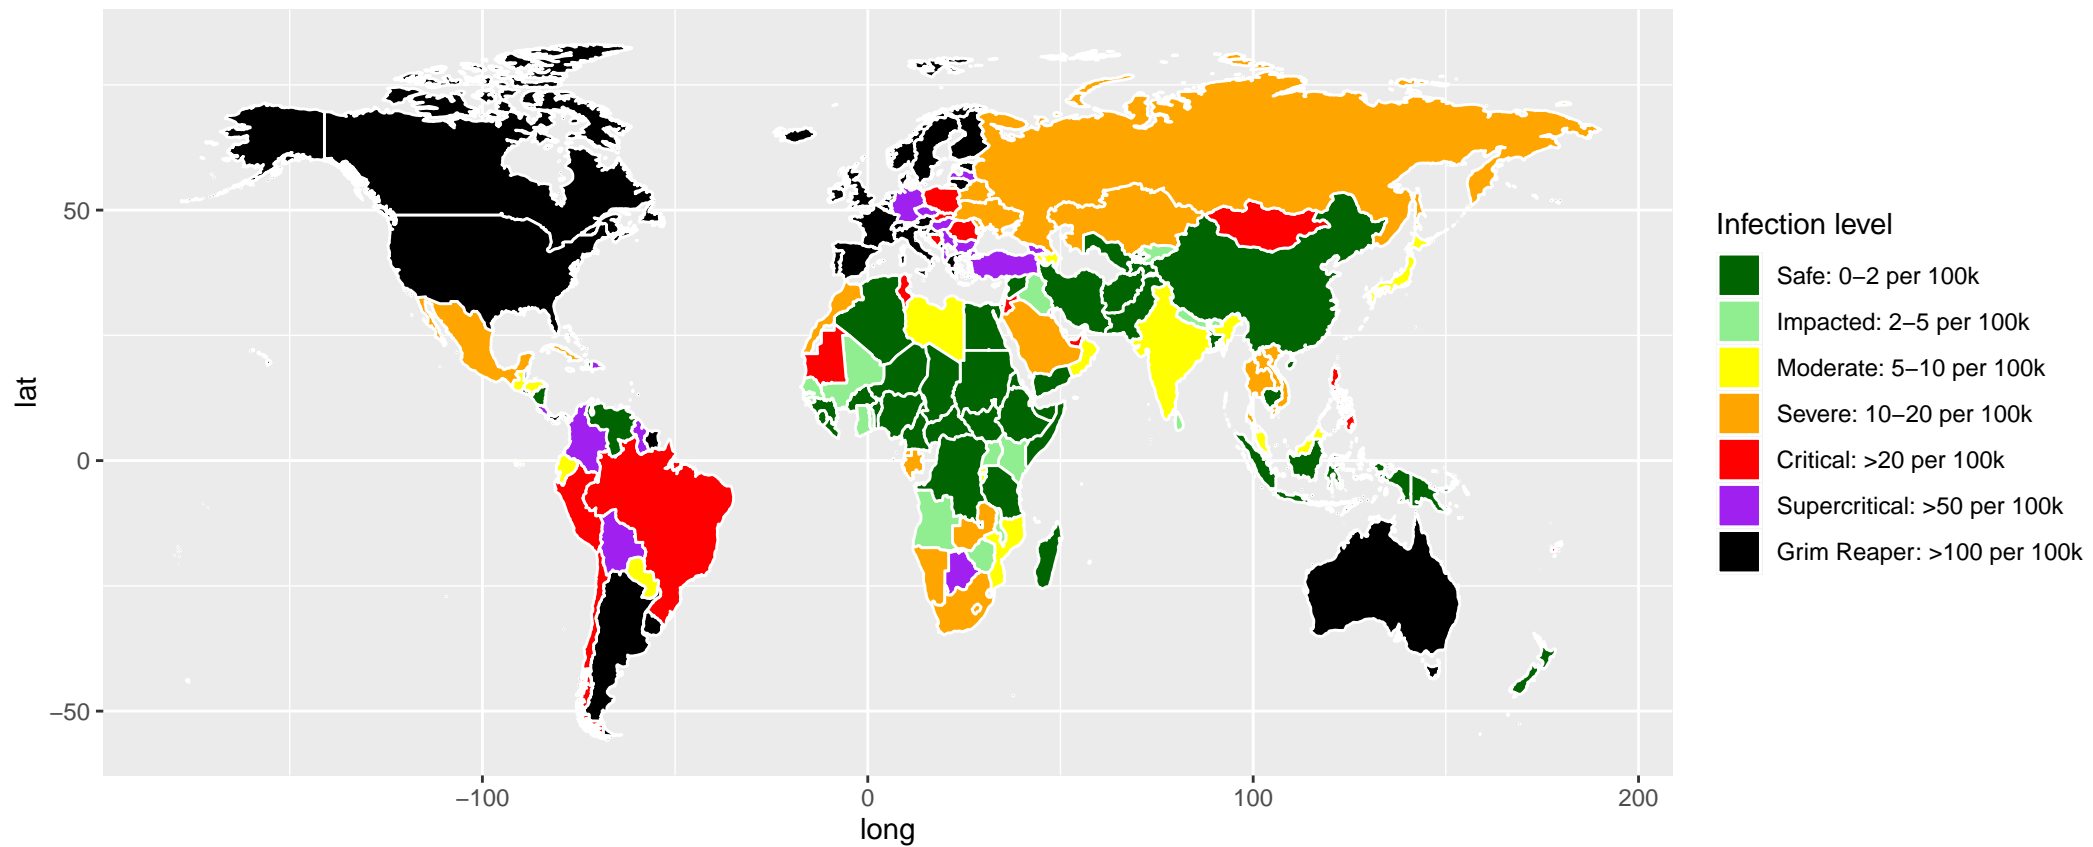 Infection level
Safe: 0–2 per 100k
Impacted: 2–5 per 100k
Moderate: 5–10 per 100k
Severe: 10–20 per 100k
Critical: >20 per 100k
Supercritical: >50 per 100k
Grim Reaper: >100 per 100k
lat
50
0
−50
−100
0
100
200
long